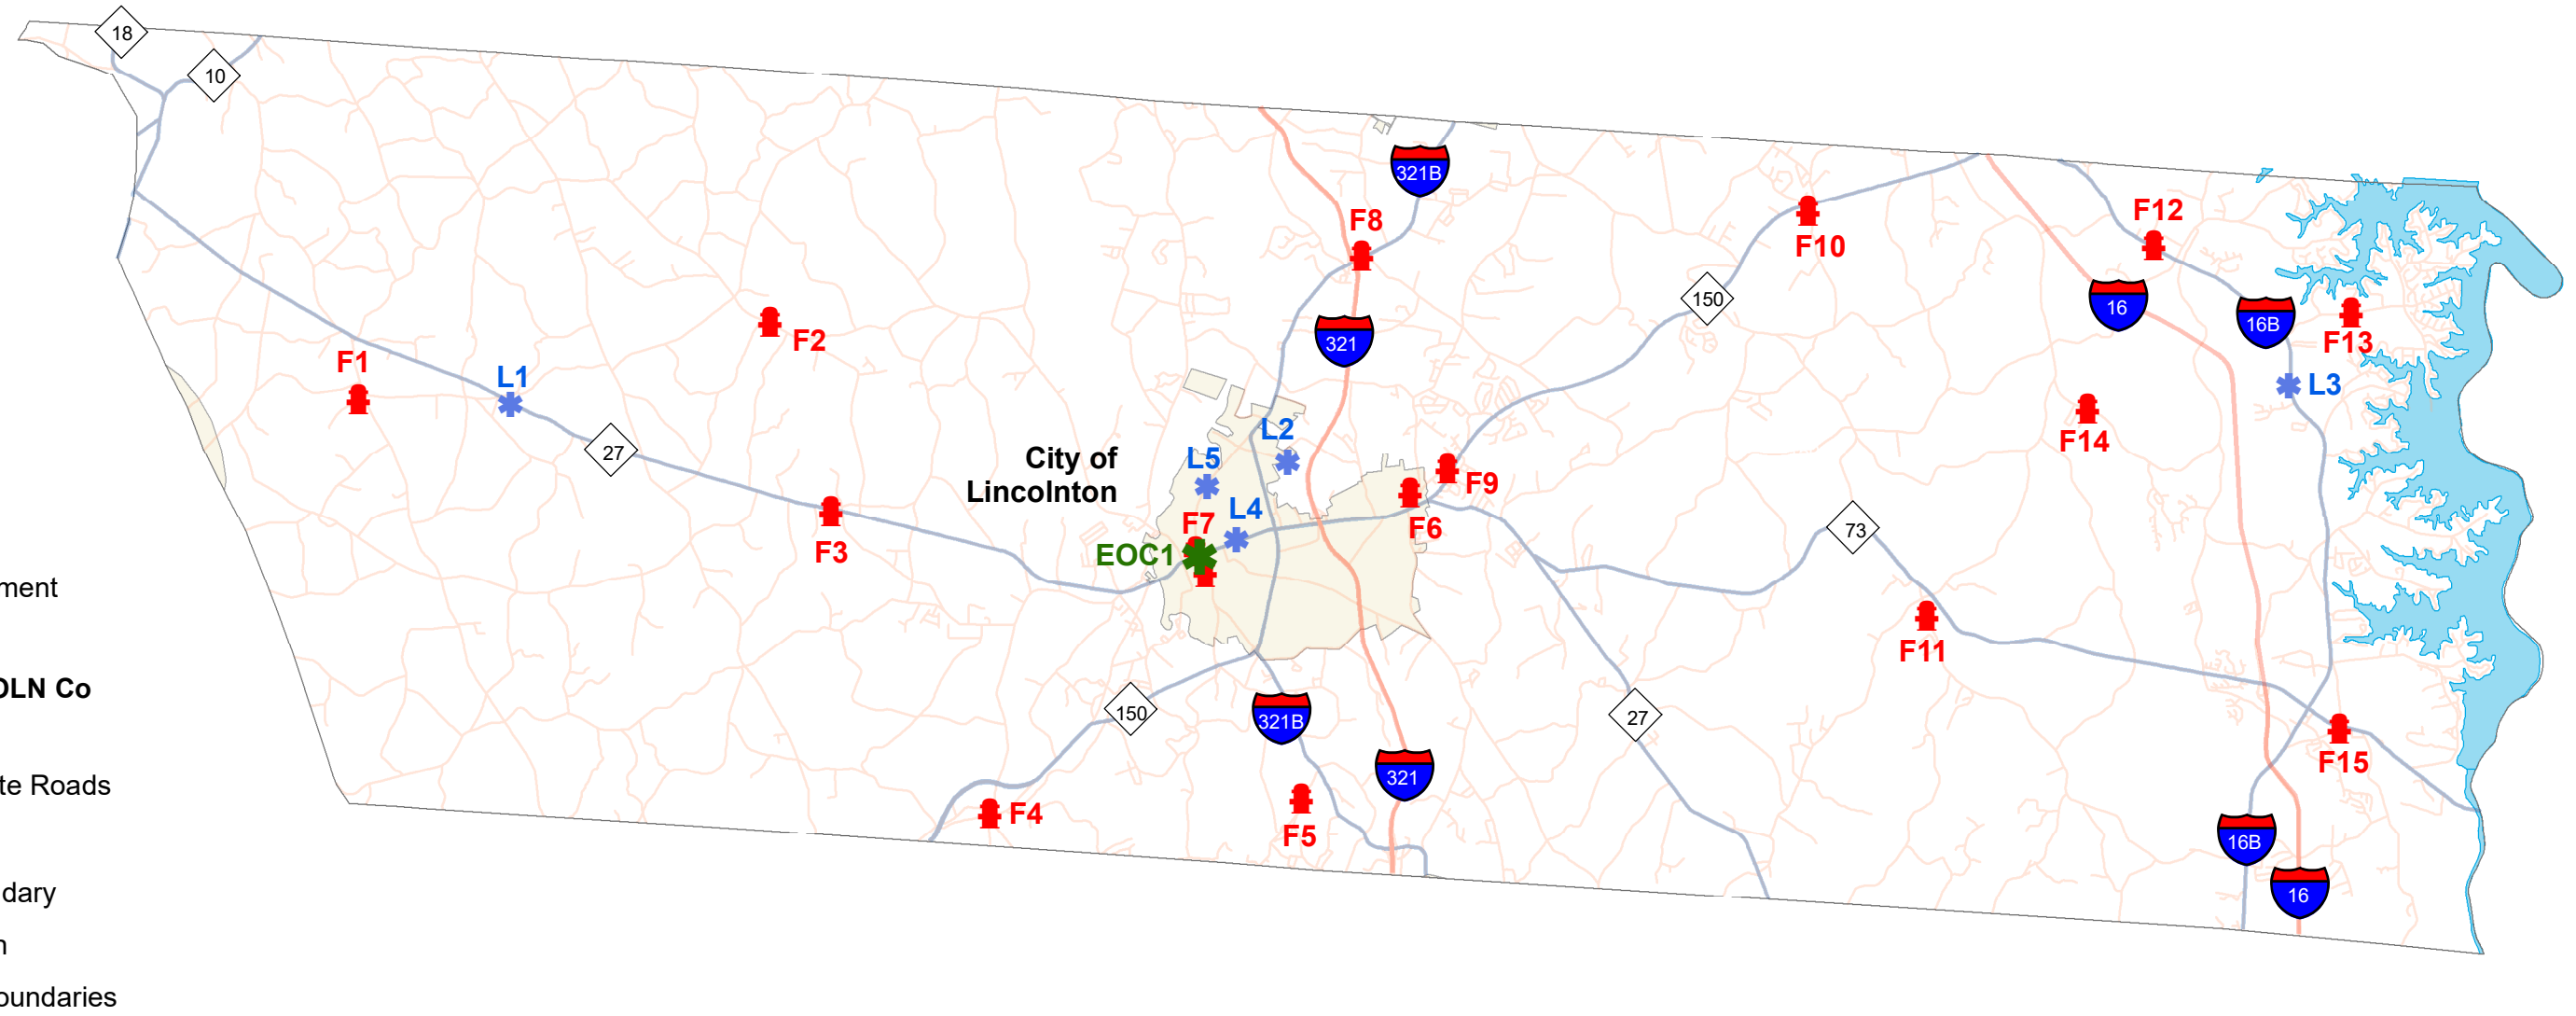 18
10
321B
F8
F12
F10
150
16
16B
F13
321
F2
F1
L1
L3
L2
F14
27
City of
Lincolnton
L5
F9
L4
F7
F6
73
EOC1
F3
ment
F11
OLN Co
150
321B
27
F15
321
te Roads
F4
F5
16B
16
dary
n
oundaries